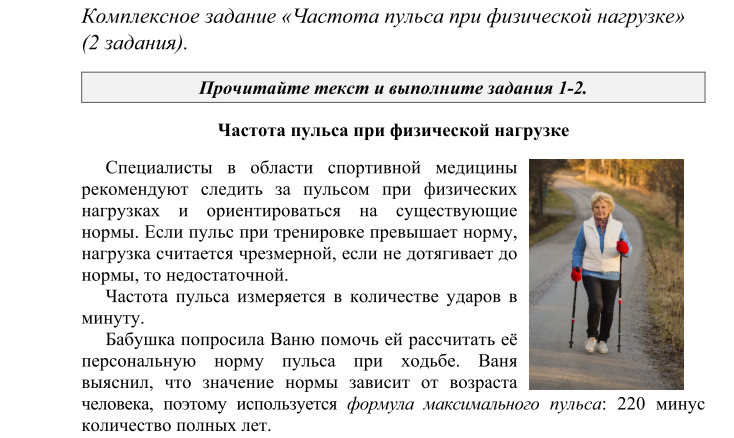 Комплексное задание «Частота пульса при физической нагрузке»
(2 задания).
Прочитайте текст и выполните задания 1-2.
Частота пульса при физической нагрузке
Специалисты в области спортивной медицины
рекомендуют следить за пульсом при физических
нагрузках и ориентироваться на существующие
нормы. Если пульс при тренировке превышает норму,
нагрузка считается чрезмерной, если не дотягивает до
нормы, то недостаточной.
Частота пульса измеряется в количестве ударов в
минуту.
Бабушка попросила Ваню помочь ей рассчитать её
персональную норму пульса при ходьбе. Ваня
выяснил, что значение нормы зависит от возраста
человека, поэтому используется формула максимального пульса: 220 минус
количество полных лет.